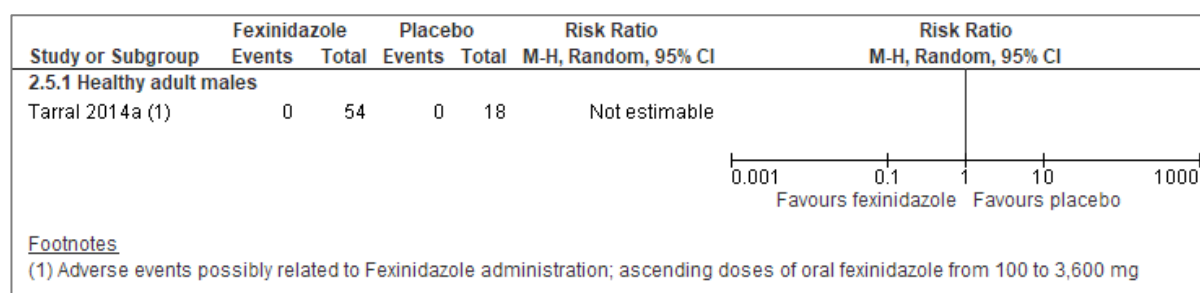 Fexinidazole Placebo Risk Ratio Risk Ratio
Study or Subgroup Events Total Events Total M-H, Random, 95% CI M-H, Random, 95% CI
2.5.1 Healthy adult males
Tarral 2014a (1) 0 54 0 18 Not estimable
0.001 0.1 1 10 1000
Favours fexinidazole Favours placebo
Footnotes
(1) Adverse events possibly related to Fexinidazole administration; ascending doses of oral fexinidazole from 100 to 3,600 mg